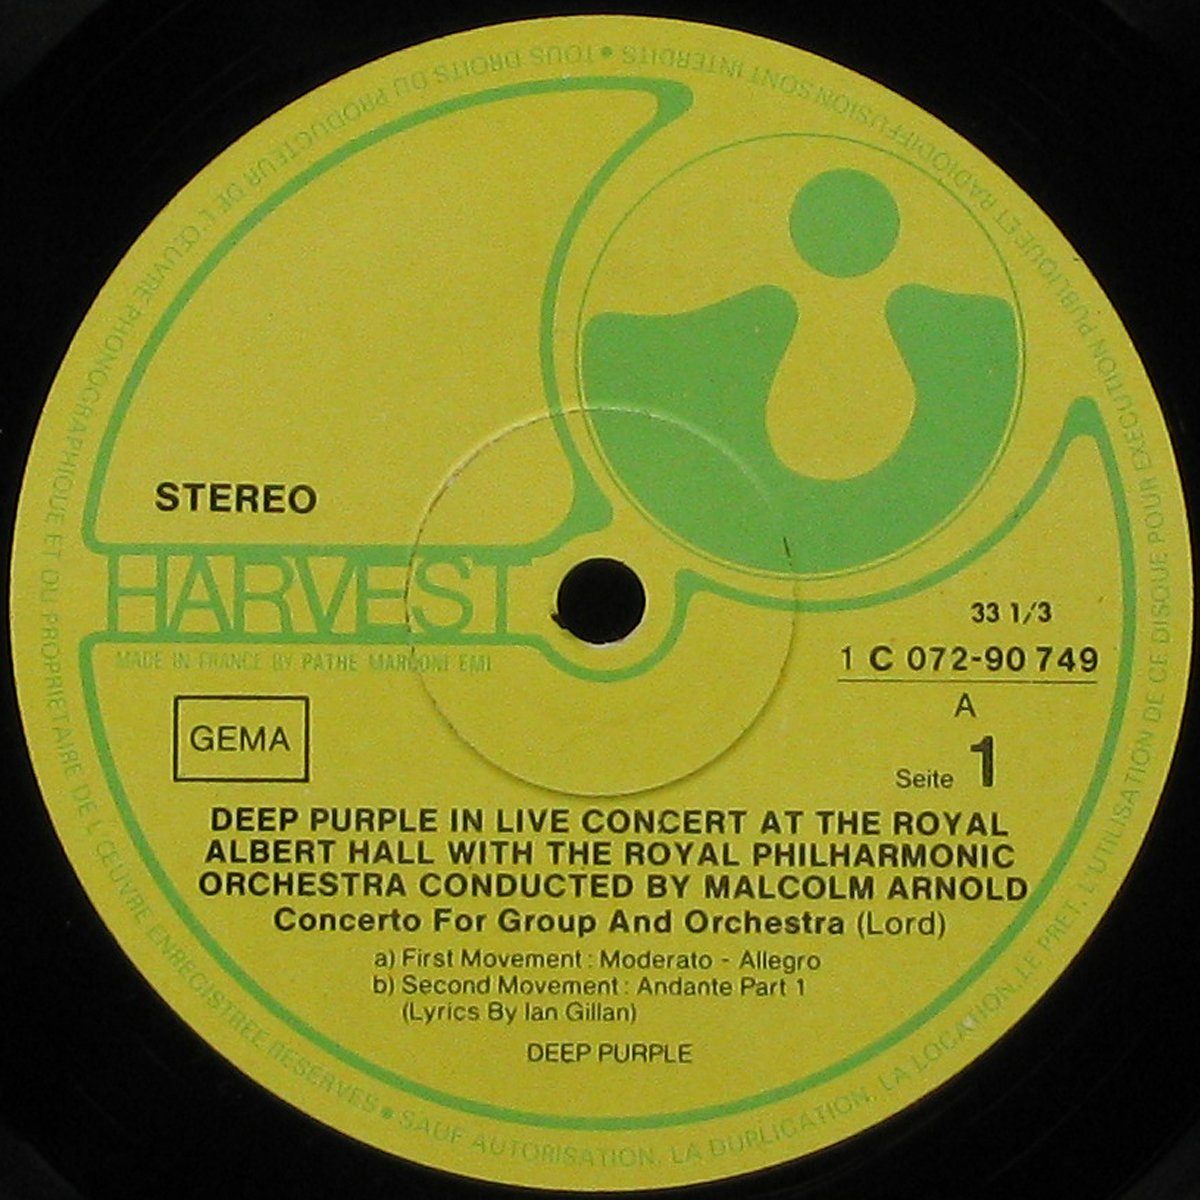 TOUS DROITS DU PRODUCTEUR DE L'ŒUVRE PHONOGRAPHIQUE ET DU PROPRIETAIRE DE L'ŒUVRE ENREGISTREE RESERVES • SAUF AUTORISATION, LA DUPLICATION, LA LOCATION, LE PRET, L'UTILISATION DE CE DISQUE POUR EXECUTION PUBLIQUE ET RADIODIFFUSION SONT INTERDITS •
STEREO
HARVEST
MADE IN FRANCE BY PATHE MARCONI EMI
33 1/3
1 C 072-90 749
A
Seite 1
GEMA
DEEP PURPLE IN LIVE CONCERT AT THE ROYAL
ALBERT HALL WITH THE ROYAL PHILHARMONIC
ORCHESTRA CONDUCTED BY MALCOLM ARNOLD
Concerto For Group And Orchestra (Lord)
a) First Movement : Moderato - Allegro
b) Second Movement : Andante Part 1
(Lyrics By Ian Gillan)
DEEP PURPLE